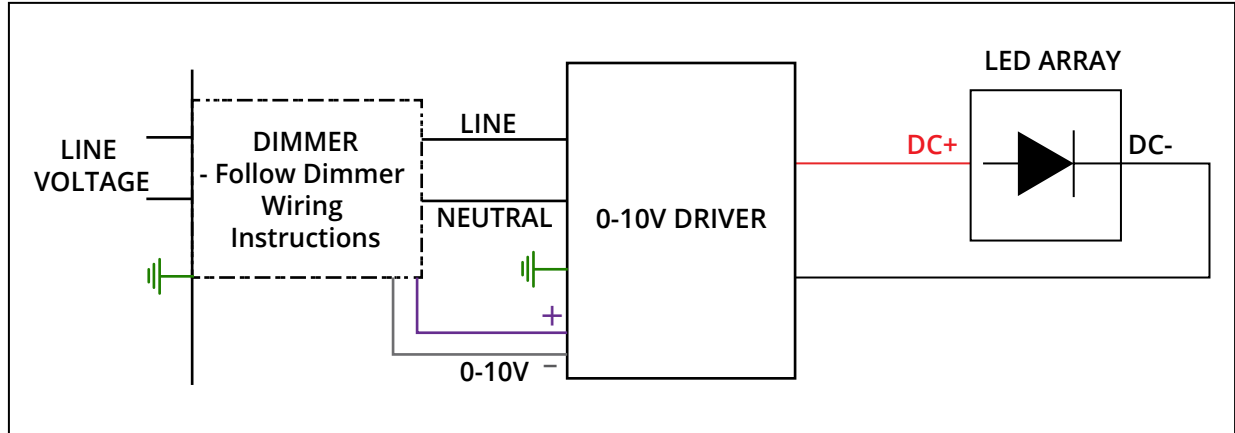 LED ARRAY
LINE
VOLTAGE
DIMMER
- Follow Dimmer
Wiring
Instructions
LINE
NEUTRAL
+
0-10V −
0-10V DRIVER
DC+
DC-